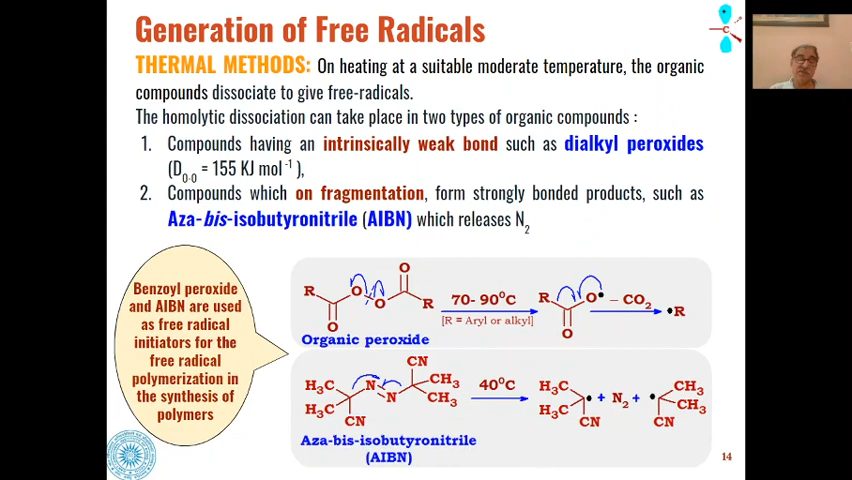 Generation of Free Radicals
THERMAL METHODS: On heating at a suitable moderate temperature, the organic
compounds dissociate to give free-radicals.
The homolytic dissociation can take place in two types of organic compounds :
1. Compounds having an intrinsically weak bond such as dialkyl peroxides
(D0-0 = 155 KJ mol-1),
2. Compounds which on fragmentation, form strongly bonded products, such as
Aza-bis-isobutyronitrile (AIBN) which releases N2
Benzoyl peroxide
and AIBN are used
as free radical
initiators for the
free radical
polymerization in
the synthesis of
polymers
R O O O O R
70- 90⁰C
[R = Aryl or alkyl]
R O O
– CO2
•R
Organic peroxide
H3C H3C CN N N CN CH3 CH3
40⁰C
H3C H3C CN • + N2 + • CH3 CH3 CN
Aza-bis-isobutyronitrile
(AIBN)
14